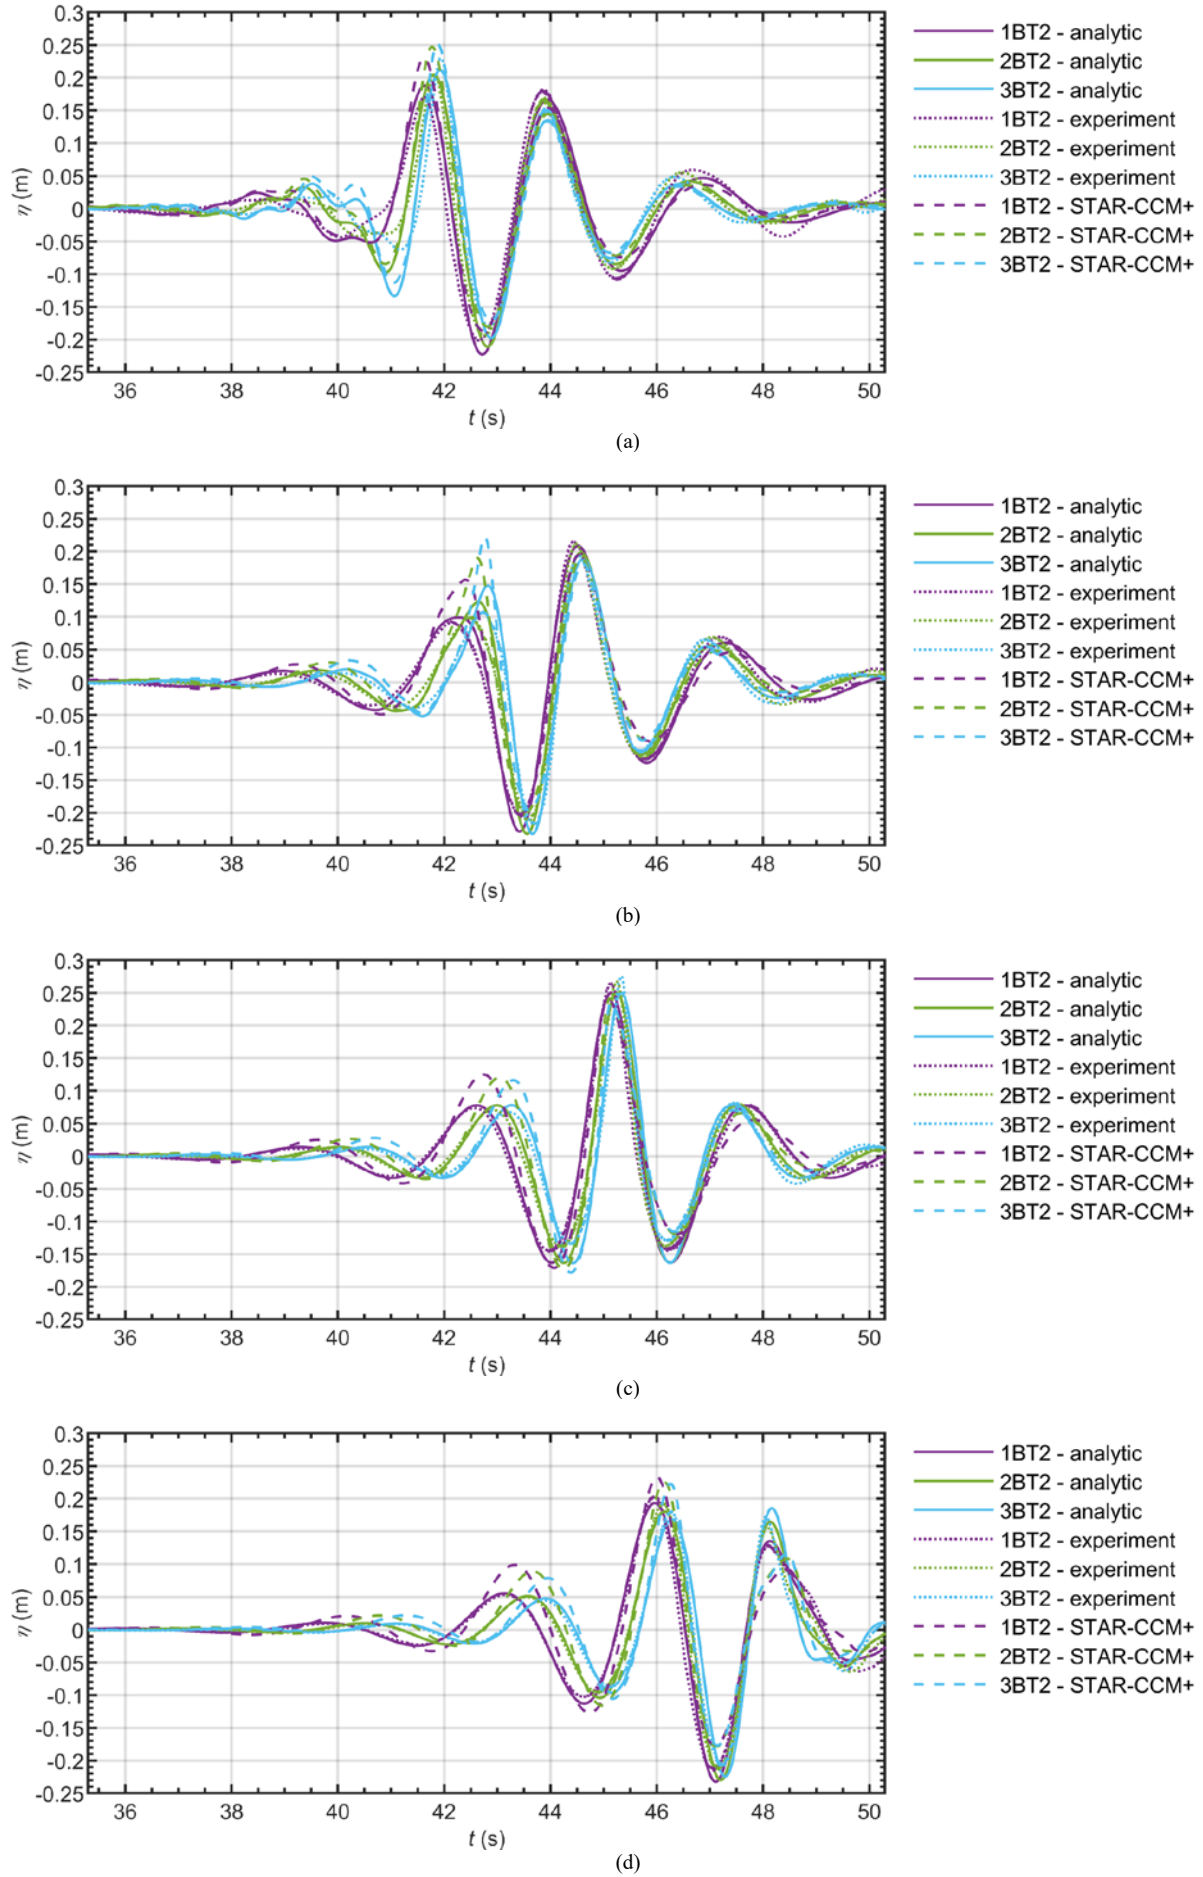 0.3
0.25
0.2
0.15
0.1
0.05
0
-0.05
-0.1
-0.15
-0.2
-0.25
η (m)
36 38 40 42 44 46 48 50
t (s)
1BT2 - analytic
2BT2 - analytic
3BT2 - analytic
1BT2 - experiment
2BT2 - experiment
3BT2 - experiment
1BT2 - STAR-CCM+
2BT2 - STAR-CCM+
3BT2 - STAR-CCM+
(a)
0.3
0.25
0.2
0.15
0.1
0.05
0
-0.05
-0.1
-0.15
-0.2
-0.25
η (m)
36 38 40 42 44 46 48 50
t (s)
1BT2 - analytic
2BT2 - analytic
3BT2 - analytic
1BT2 - experiment
2BT2 - experiment
3BT2 - experiment
1BT2 - STAR-CCM+
2BT2 - STAR-CCM+
3BT2 - STAR-CCM+
(b)
0.3
0.25
0.2
0.15
0.1
0.05
0
-0.05
-0.1
-0.15
-0.2
-0.25
η (m)
36 38 40 42 44 46 48 50
t (s)
1BT2 - analytic
2BT2 - analytic
3BT2 - analytic
1BT2 - experiment
2BT2 - experiment
3BT2 - experiment
1BT2 - STAR-CCM+
2BT2 - STAR-CCM+
3BT2 - STAR-CCM+
(c)
0.3
0.25
0.2
0.15
0.1
0.05
0
-0.05
-0.1
-0.15
-0.2
-0.25
η (m)
36 38 40 42 44 46 48 50
t (s)
1BT2 - analytic
2BT2 - analytic
3BT2 - analytic
1BT2 - experiment
2BT2 - experiment
3BT2 - experiment
1BT2 - STAR-CCM+
2BT2 - STAR-CCM+
3BT2 - STAR-CCM+
(d)